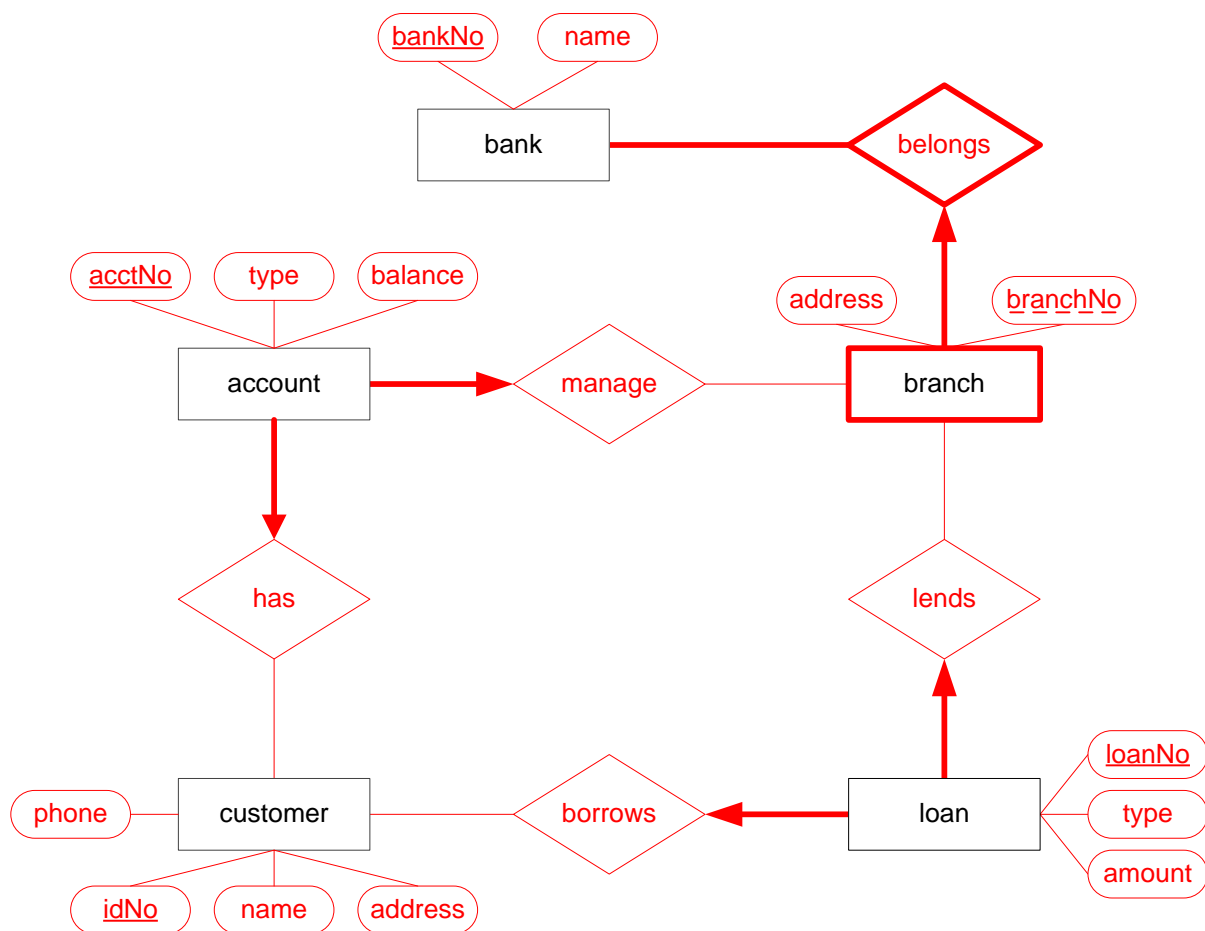 bankNo
name
bank
belongs
acctNo
type
balance
address
branchNo
account
manage
branch
has
lends
loanNo
phone
customer
borrows
loan
type
amount
idNo
name
address